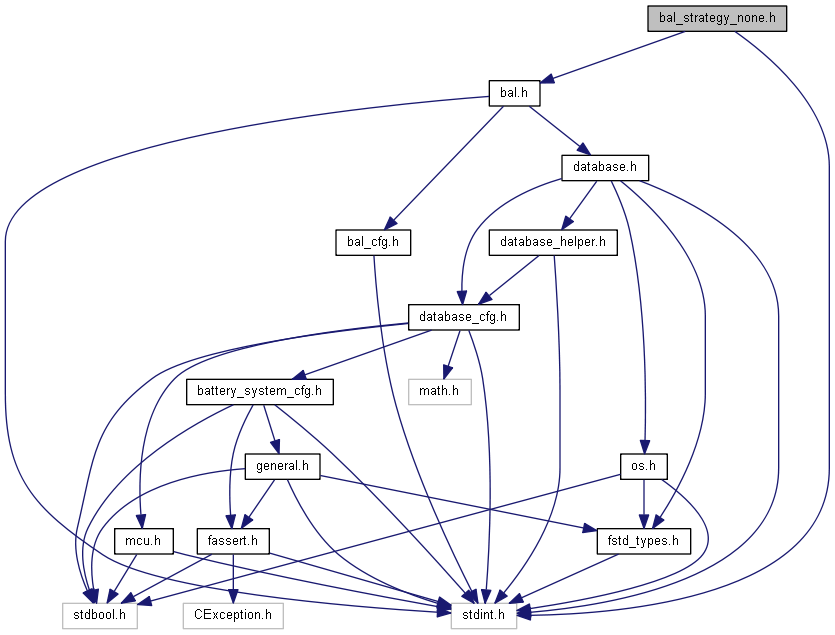 bal_strategy_none.h
bal.h
database.h
bal_cfg.h
database_helper.h
database_cfg.h
battery_system_cfg.h
math.h
general.h
os.h
mcu.h
fassert.h
fstd_types.h
stdbool.h
CException.h
stdint.h